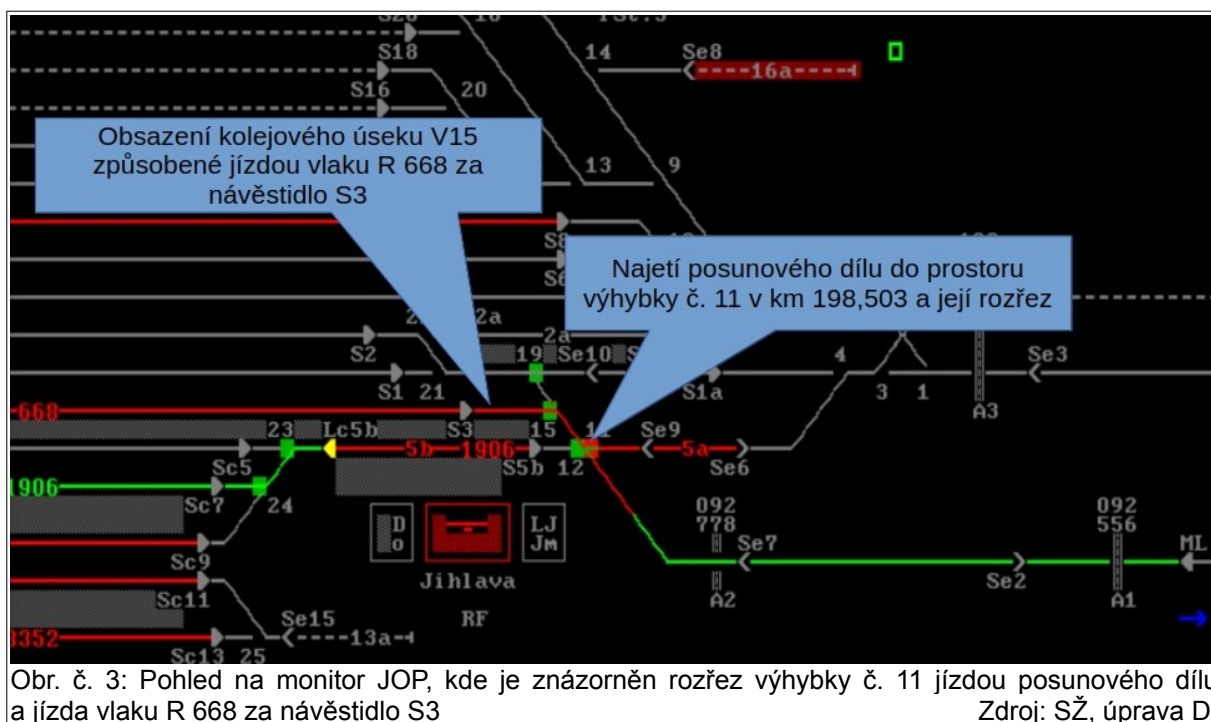 S18
14
Se8
16a
S16
20
Obsazení kolejového úseku V15
způsobené jízdou vlaku R 668 za
návěstidlo S3
13
9
Najetí posunového dílu do prostoru
výhybky č. 11 v km 198,503 a její rozřez
2a
2a
S2
19 Se10
4
Se3
S1
21
S1a
3
1
A3
668
23
Lc5b
S3
15
Se9
5b
1906
5a
Sc5
S5b
12
Se6
1906
Sc7
24
D
o
LJ
Jm
092
778
092
556
Se7
ML
Sc9
Jihlava
Se2
Sc11
A2
A1
Se15
RF
8352
13a
Sc13
25
Obr. č. 3: Pohled na monitor JOP, kde je znázorněn rozřez výhybky č. 11 jízdou posunového dílu
a jízda vlaku R 668 za návěstidlo S3
Zdroj: SŽ, úprava D